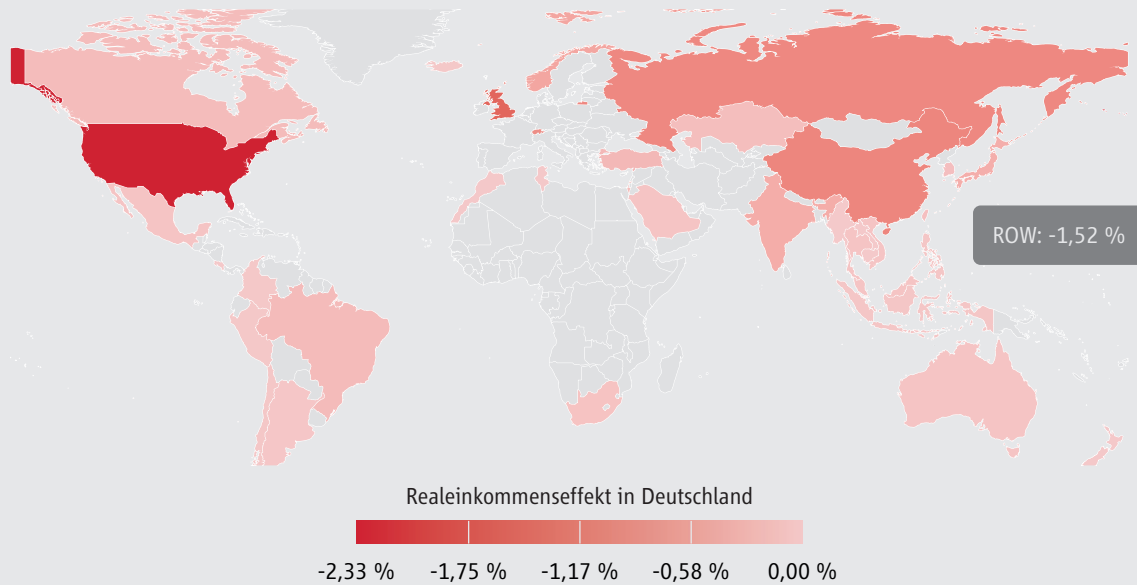 ROW: -1,52 %
Realeinkommenseffekt in Deutschland
-2,33 % -1,75 % -1,17 % -0,58 % 0,00 %